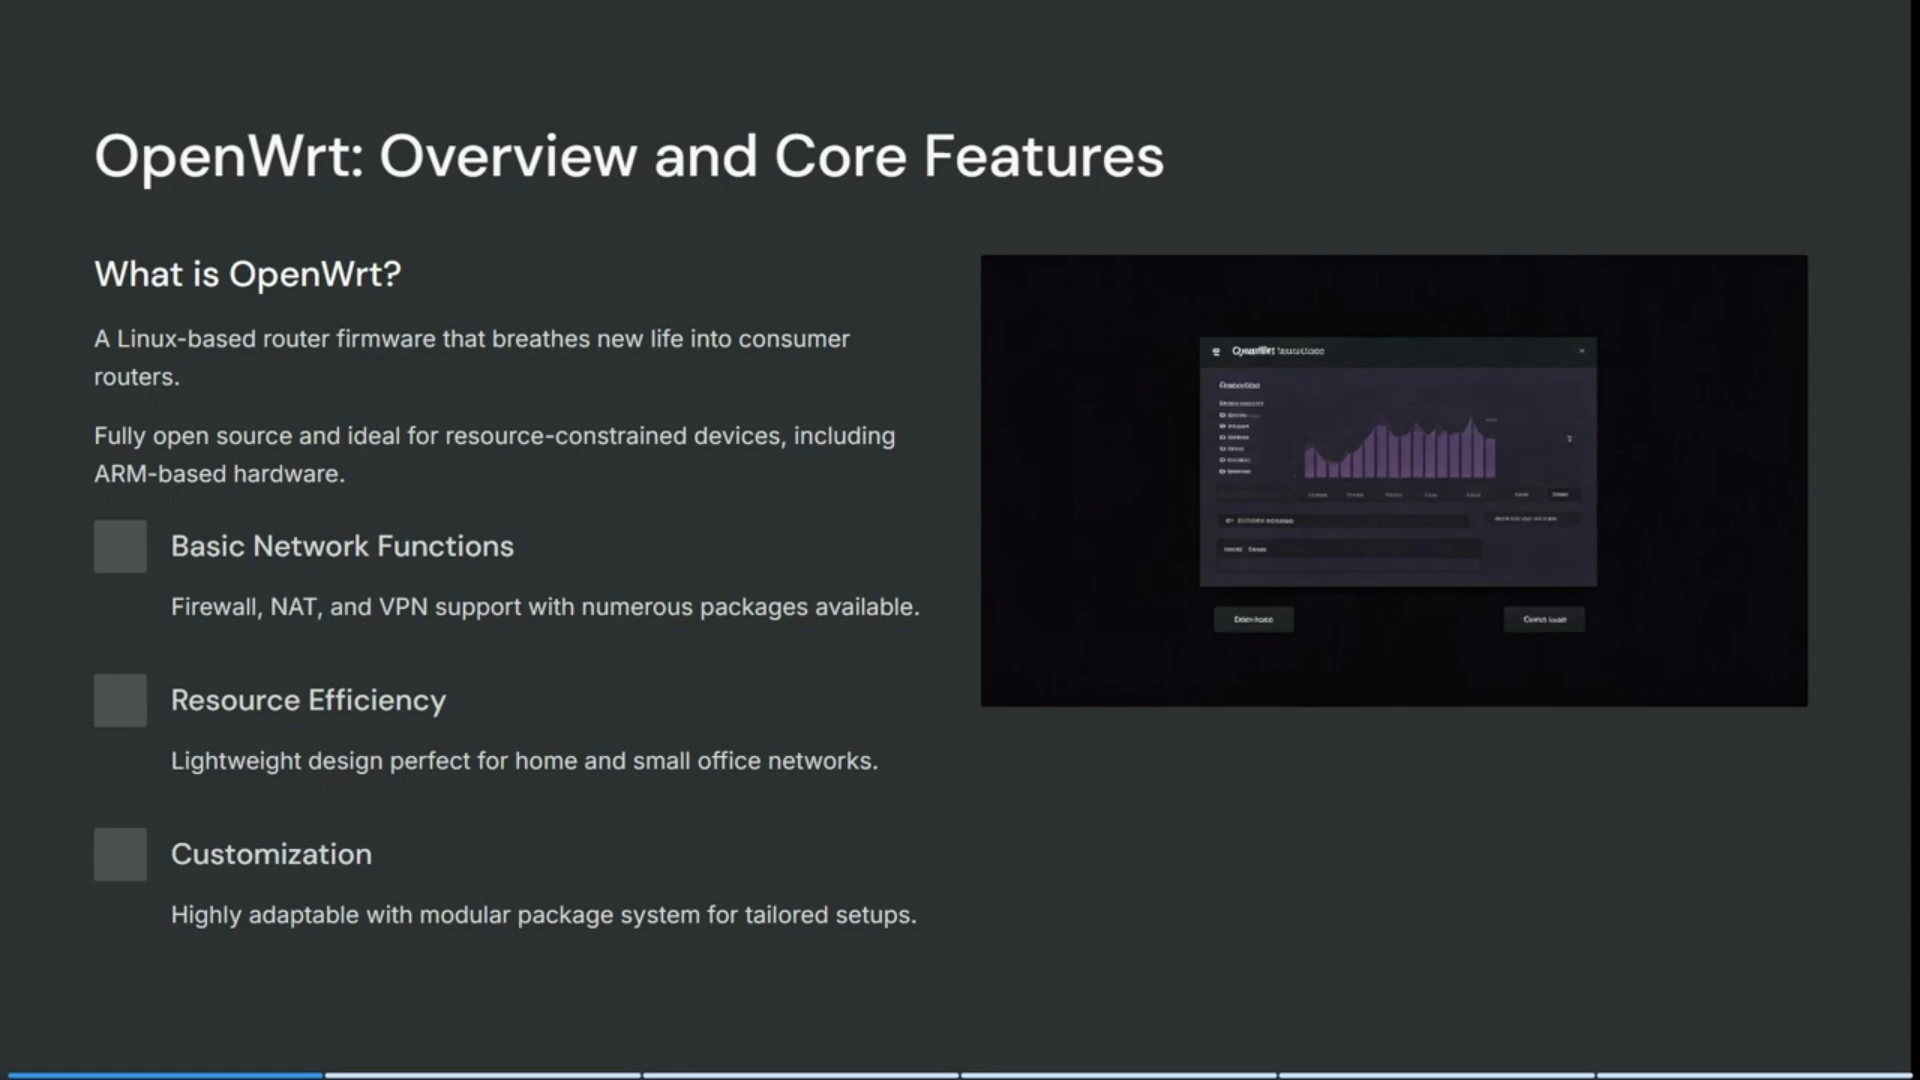 OpenWrt: Overview and Core Features
What is OpenWrt?
A Linux-based router firmware that breathes new life into consumer
routers.
Fully open source and ideal for resource-constrained devices, including
ARM-based hardware.
Basic Network Functions
Firewall, NAT, and VPN support with numerous packages available.
Resource Efficiency
Lightweight design perfect for home and small office networks.
Customization
Highly adaptable with modular package system for tailored setups.